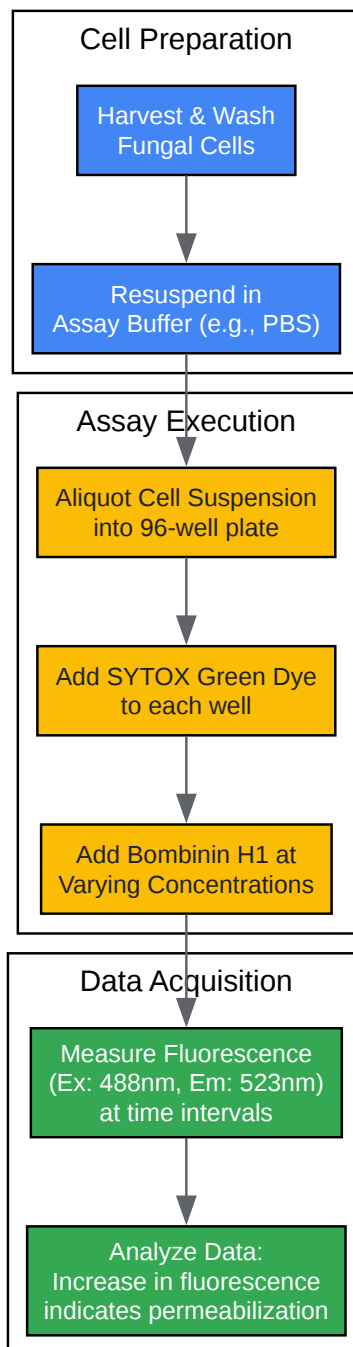 Cell Preparation
Harvest & Wash
Fungal Cells
Resuspend in
Assay Buffer (e.g., PBS)
Assay Execution
Aliquot Cell Suspension
into 96-well plate
Add SYTOX Green Dye
to each well
Add Bombinin H1 at
Varying Concentrations
Data Acquisition
Measure Fluorescence
(Ex: 488nm, Em: 523nm)
at time intervals
Analyze Data:
Increase in fluorescence
indicates permeabilization